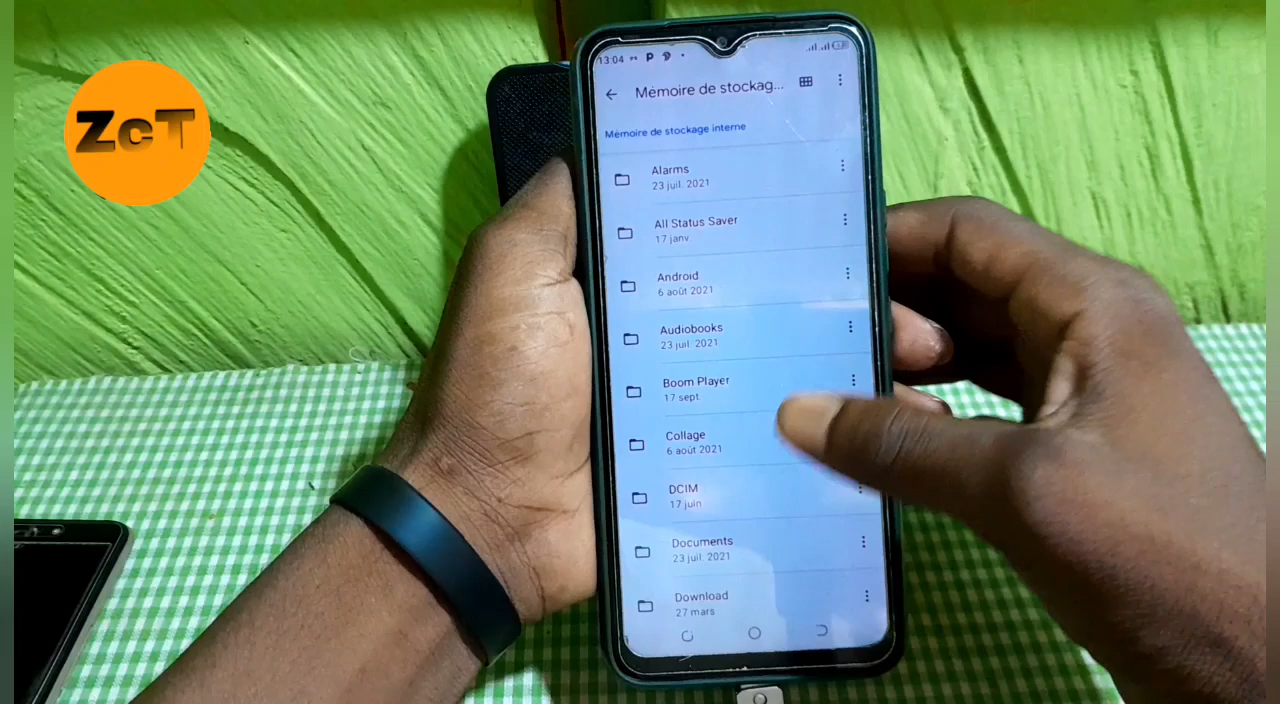 ZcT
13:04
Mémoire de stockag...
Mémoire de stockage interne
Alarms
23 juil. 2021
All Status Saver
17 janv.
Android
6 août 2021
Audiobooks
23 juil. 2021
Boom Player
17 sept.
Collage
6 août 2021
DCIM
17 juin
Documents
23 juil. 2021
Download
27 mars